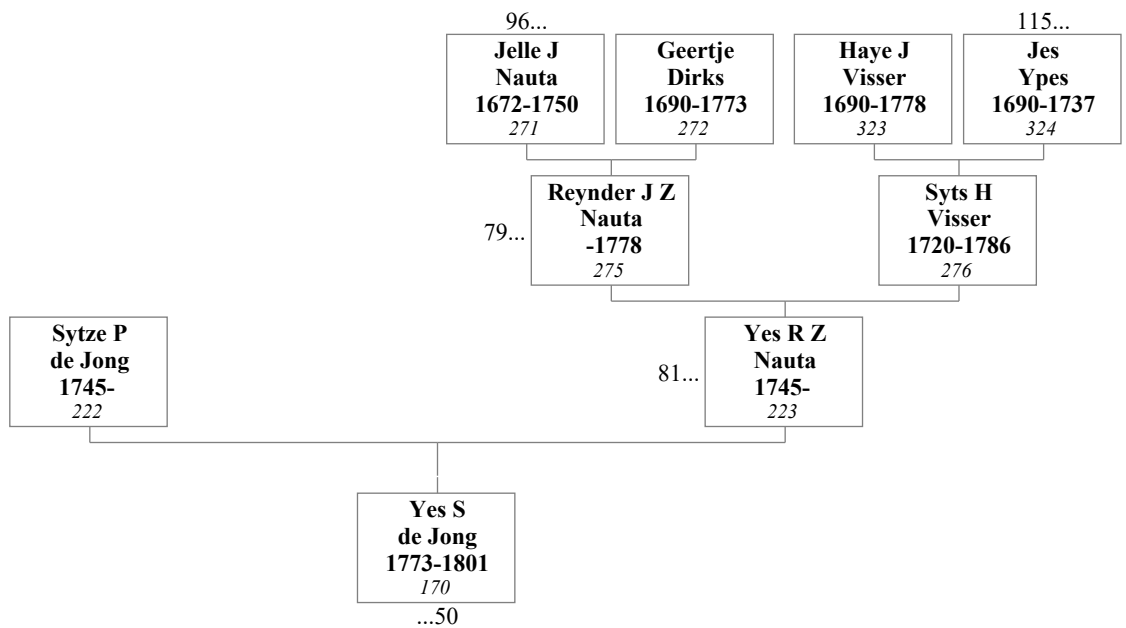 96...
115...
Jelle J
Nauta
1672-1750
271
Geertje
Dirks
1690-1773
272
Haye J
Visser
1690-1778
323
Jes
Ypes
1690-1737
324
79...
Reynder J Z
Nauta
-1778
275
Syts H
Visser
1720-1786
276
Sytze P
de Jong
1745-
222
81...
Yes R Z
Nauta
1745-
223
Yes S
de Jong
1773-1801
170
...50